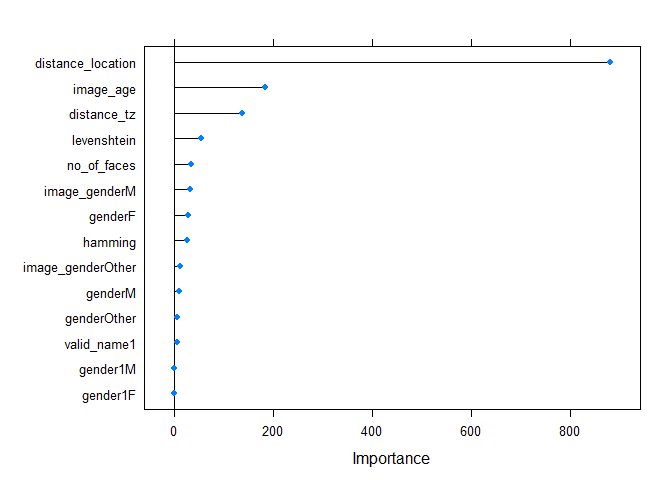 distance_location
image_age
distance_tz
levenshtein
no_of_faces
image_genderM
genderF
hamming
image_genderOther
genderM
genderOther
valid_name1
gender1M
gender1F
0 200 400 600 800
Importance